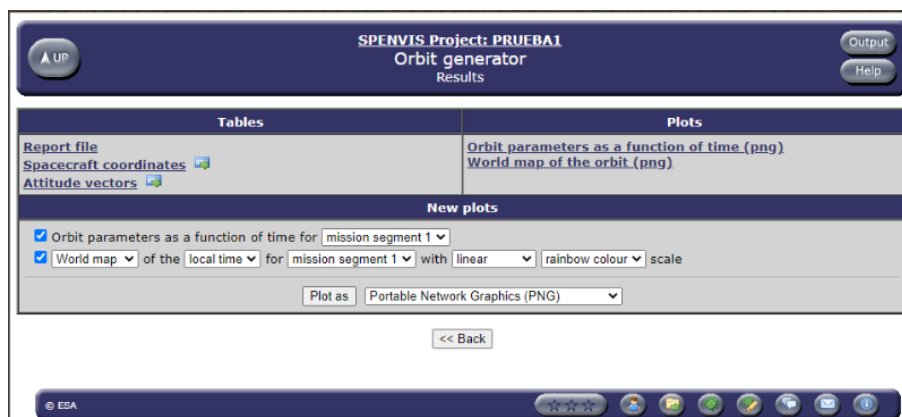 SPENVIS Project: PRUEBA1
UP
Orbit generator
Results
Output
Help
Tables
Plots
Report file
Spacecraft coordinates
Attitude vectors
Orbit parameters as a function of time (png)
World map of the orbit (png)
New plots
Orbit parameters as a function of time for mission segment 1
World map of the local time for mission segment 1 with linear rainbow colour scale
Plot as Portable Network Graphics (PNG)
<< Back
© ESA